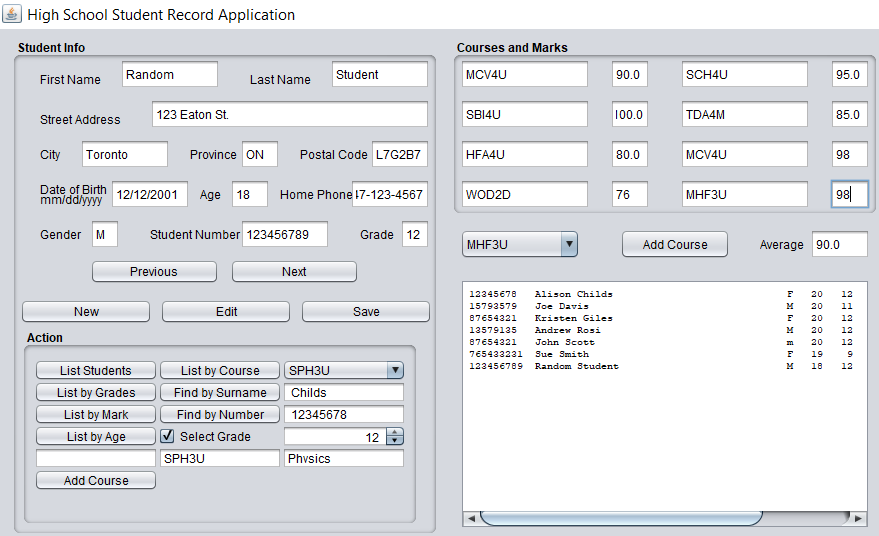 High School Student Record Application
Student Info
First Name Random Last Name Student
Street Address 123 Eaton St.
City Toronto Province ON Postal Code L7G2B7
Date of Birth
mm/dd/yyyy 12/12/2001 Age 18 Home Phone 47-123-4567
Gender M Student Number 123456789 Grade 12
Previous Next
New Edit Save
Action
List Students List by Course SPH3U
List by Grades Find by Surname Childs
List by Mark Find by Number 12345678
List by Age Select Grade 12
SPH3U Physics
Add Course
Courses and Marks
MCV4U 90.0 SCH4U 95.0
SBI4U 100.0 TDA4M 85.0
HFA4U 80.0 MCV4U 98
WOD2D 76 MHF3U 98
MHF3U Add Course Average 90.0
12345678 Alison Childs F 20 12
15793579 Joe Davis M 20 11
87654321 Kristen Giles F 20 12
13579135 Andrew Rosi M 20 12
87654321 John Scott m 20 12
765433231 Sue Smith F 19 9
123456789 Random Student M 18 12